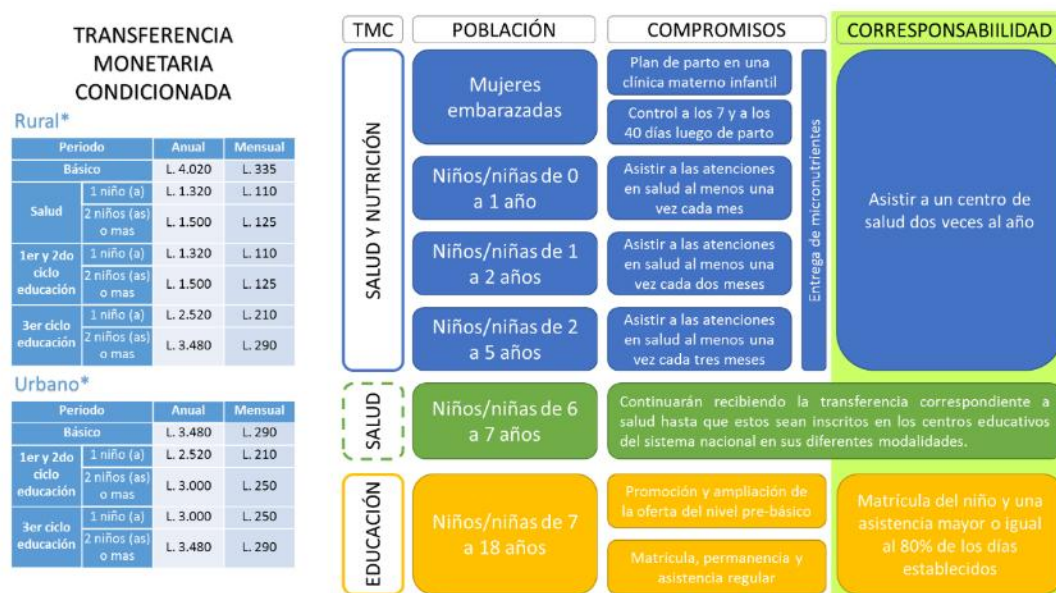 TRANSFERENCIA
MONETARIA
CONDICIONADA
Rural*
Periodo Anual Mensual
Básico L. 4.020 L. 335
Salud 1 niño (a) L. 1.320 L. 110
2 niños (as) o mas L. 1.500 L. 125
1er y 2do ciclo educación 1 niño (a) L. 1.320 L. 110
2 niños (as) o mas L. 1.500 L. 125
3er ciclo educación 1 niño (a) L. 2.520 L. 210
2 niños (as) o mas L. 3.480 L. 290
Urbano*
Periodo Anual Mensual
Básico L. 3.480 L. 290
1er y 2do ciclo educación 1 niño (a) L. 2.520 L. 210
2 niños (as) o mas L. 3.000 L. 250
3er ciclo educación 1 niño (a) L. 3.000 L. 250
2 niños (as) o mas L. 3.480 L. 290
TMC POBLACIÓN COMPROMISOS CORRESPONSABIILIDAD
SALUD Y NUTRICIÓN
Mujeres
embarazadas
Plan de parto en una
clínica materno infantil
Control a los 7 y a los
40 días luego de parto
Niños/niñas de 0
a 1 año
Asistir a las atenciones
en salud al menos una
vez cada mes
Niños/niñas de 1
a 2 años
Asistir a las atenciones
en salud al menos una
vez cada dos meses
Niños/niñas de 2
a 5 años
Asistir a las atenciones
en salud al menos una
vez cada tres meses
Entrega de micronutrientes
Asistir a un centro de
salud dos veces al año
SALUD
Niños/niñas de 6
a 7 años
Continuarán recibiendo la transferencia correspondiente a
salud hasta que estos sean inscritos en los centros educativos
del sistema nacional en sus diferentes modalidades.
EDUCACIÓN
Niños/niñas de 7
a 18 años
Promoción y ampliación de
la oferta del nivel pre-básico
Matrícula, permanencia y
asistencia regular
Matrícula del niño y una
asistencia mayor o igual
al 80% de los días
establecidos